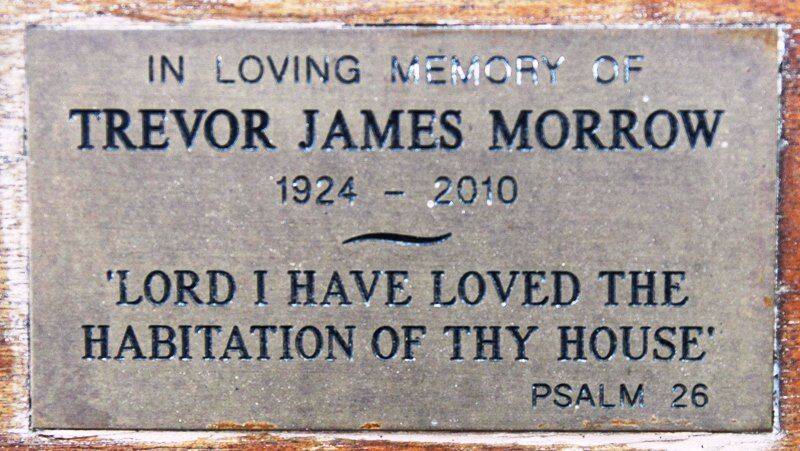 IN LOVING MEMORY OF
TREVOR JAMES MORROW
1924 - 2010
'LORD I HAVE LOVED THE
HABITATION OF THY HOUSE'
PSALM 26